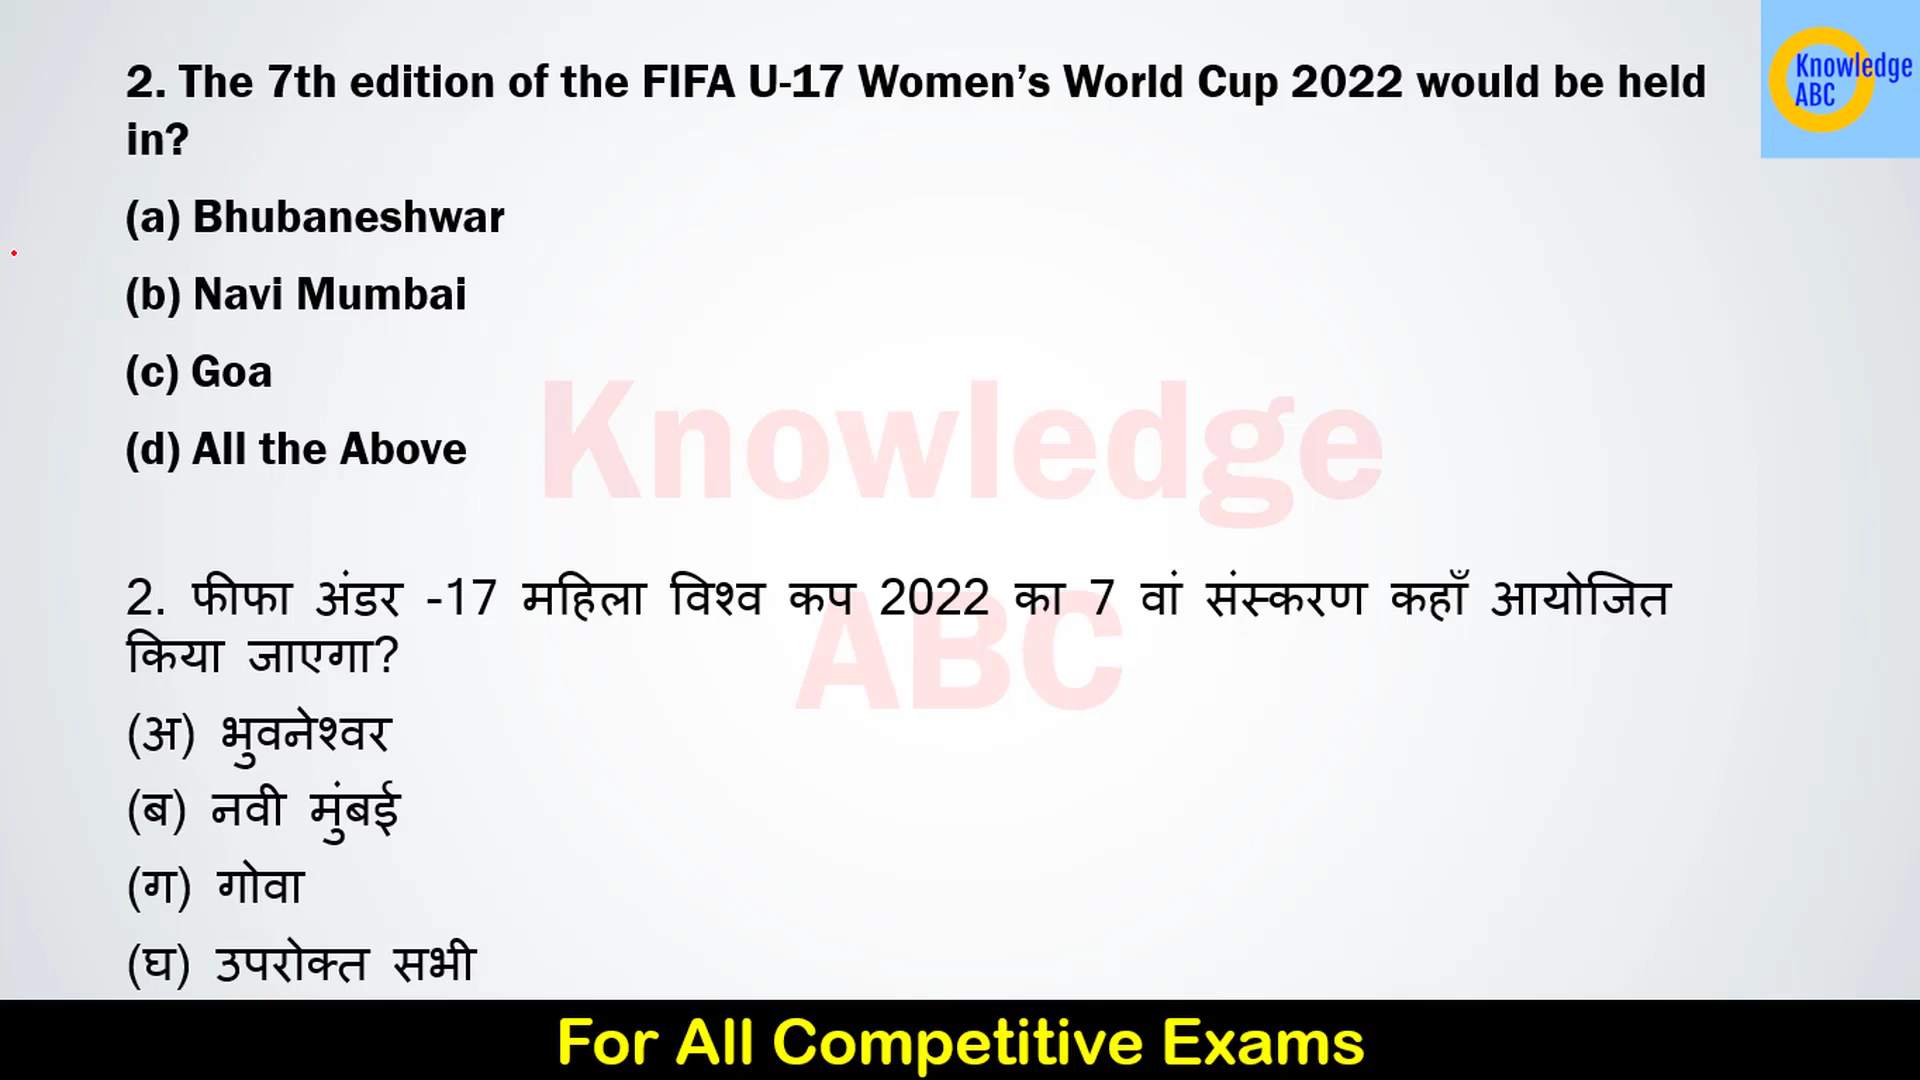 2. The 7th edition of the FIFA U-17 Women’s World Cup 2022 would be held
in?
(a) Bhubaneshwar
(b) Navi Mumbai
(c) Goa
(d) All the Above
2. फीफा अंडर -17 महिला विश्व कप 2022 का 7 वां संस्करण कहाँ आयोजित
किया जाएगा?
(अ) भुवनेश्वर
(ब) नवी मुंबई
(ग) गोवा
(घ) उपरोक्त सभी
For All Competitive Exams
Knowledge
ABC
Knowledge
ABC